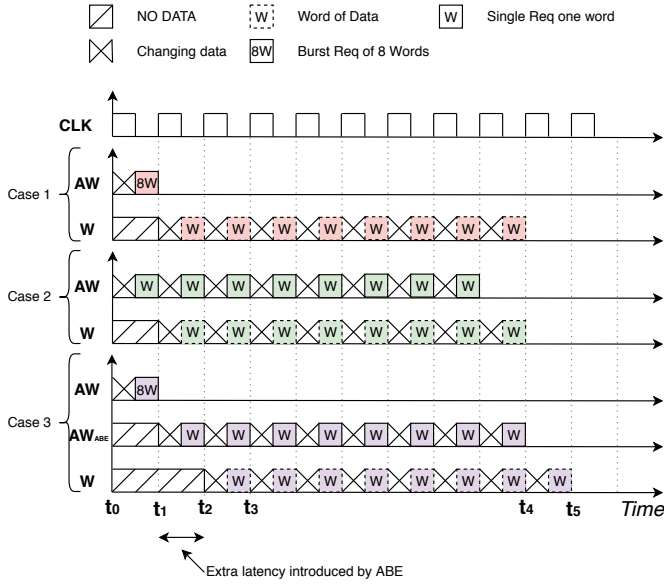 NO DATA W Word of Data W Single Req one word
Changing data 8W Burst Req of 8 Words
CLK
Case 1
AW 8W
W W W W W W W W W
Case 2
AW W W W W W W W W
W W W W W W W W W
Case 3
AW 8W
AW ABE W W W W W W W W
W W W W W W W W W
t0 t1 t2 t3 t4 t5 Time
Extra latency introduced by ABE